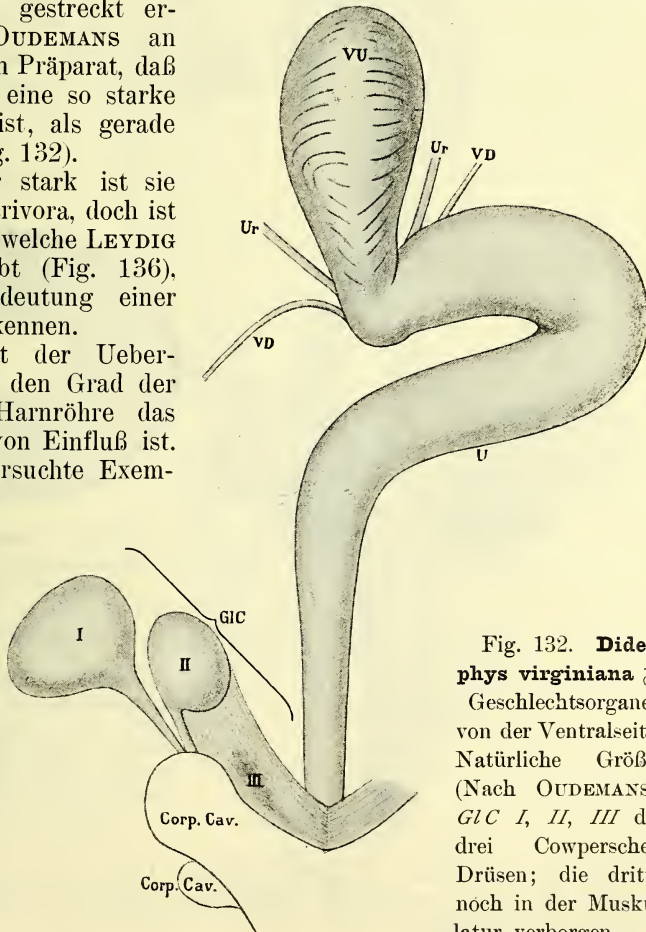 gestreckt er-
OUDEMANS an
n Präparat, daß
eine so starke
ist, als gerade
g. 132).
r stark ist sie
rivora, doch ist
welche LEYDIG
bt (Fig. 136),
deutung einer
kennen.
t der Ueber-
den Grad der
Harnröhre das
von Einfluß ist.
rsuchte Exem-
VU
Ur
VD
Ur
VD
U
GlC
I
II
III
Corp. Cav.
Corp. Cav.
Fig. 132. Dide
phys virginiana
Geschlechtsorgane
von der Ventralseit
Natürliche Größ
(Nach OUDEMANS
GlC I, II, III d
drei Cowpersche
Drüsen; die drit
noch in der Musku
latur verborgen